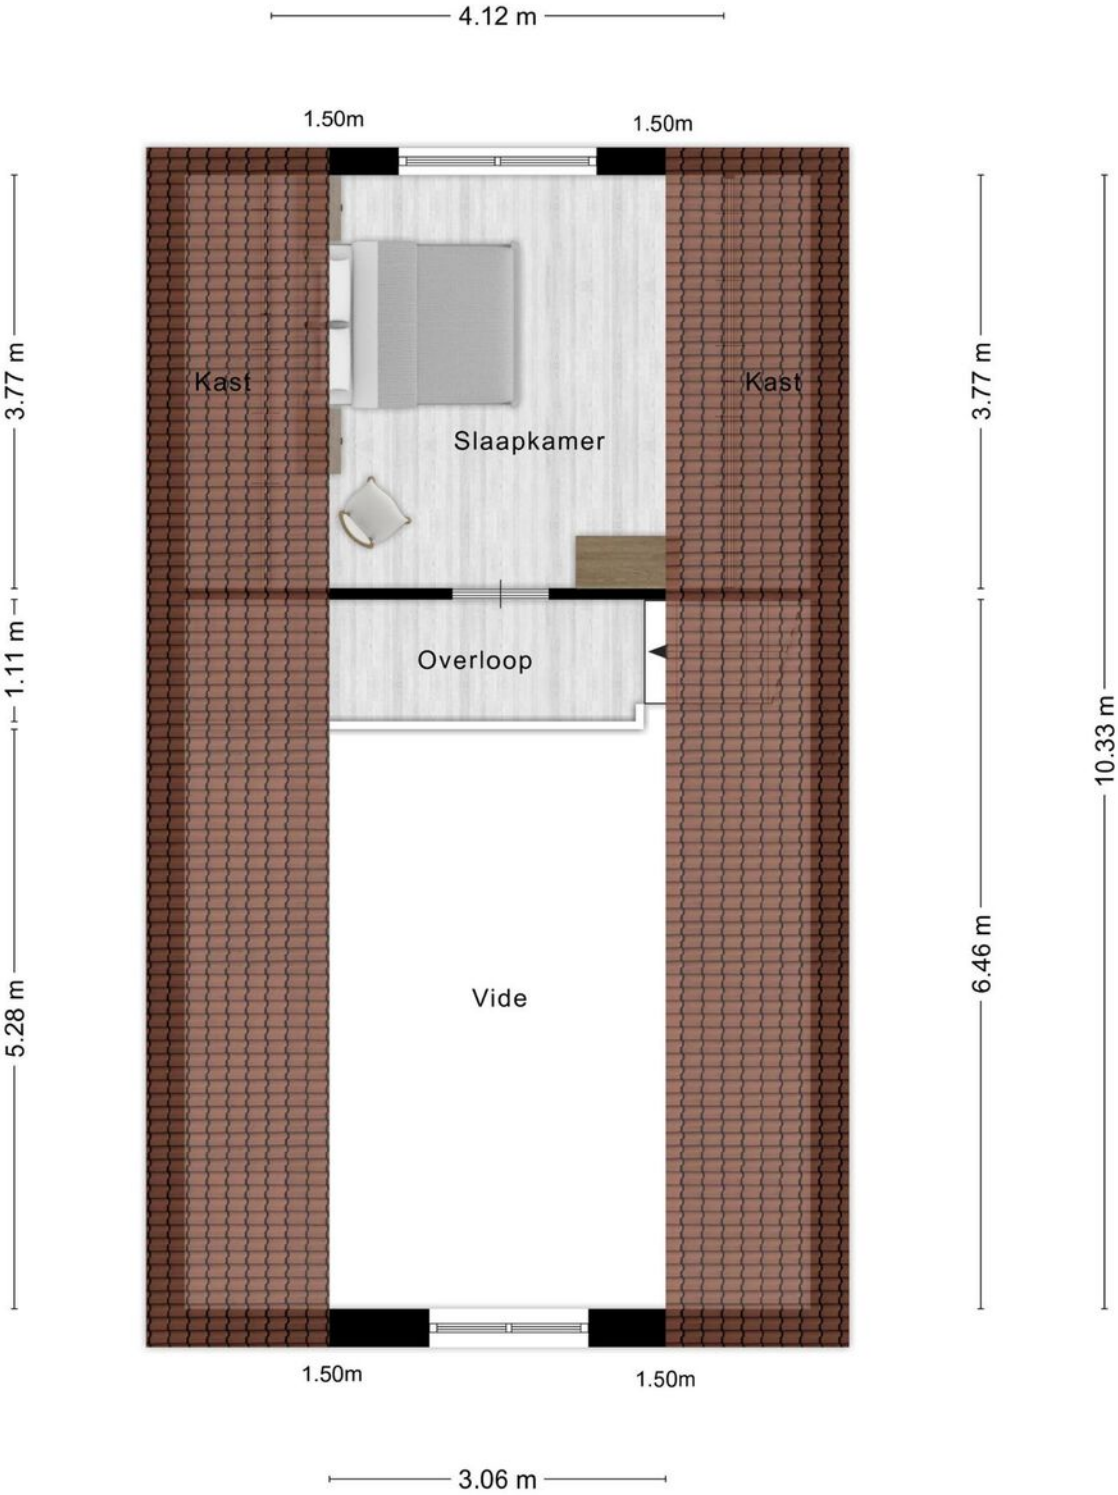 4.12 m
1.50m
1.50m
3.77 m
3.77 m
Kast
Kast
Slaapkamer
1.11 m
Overloop
10.33 m
6.46 m
5.28 m
Vide
1.50m
1.50m
3.06 m